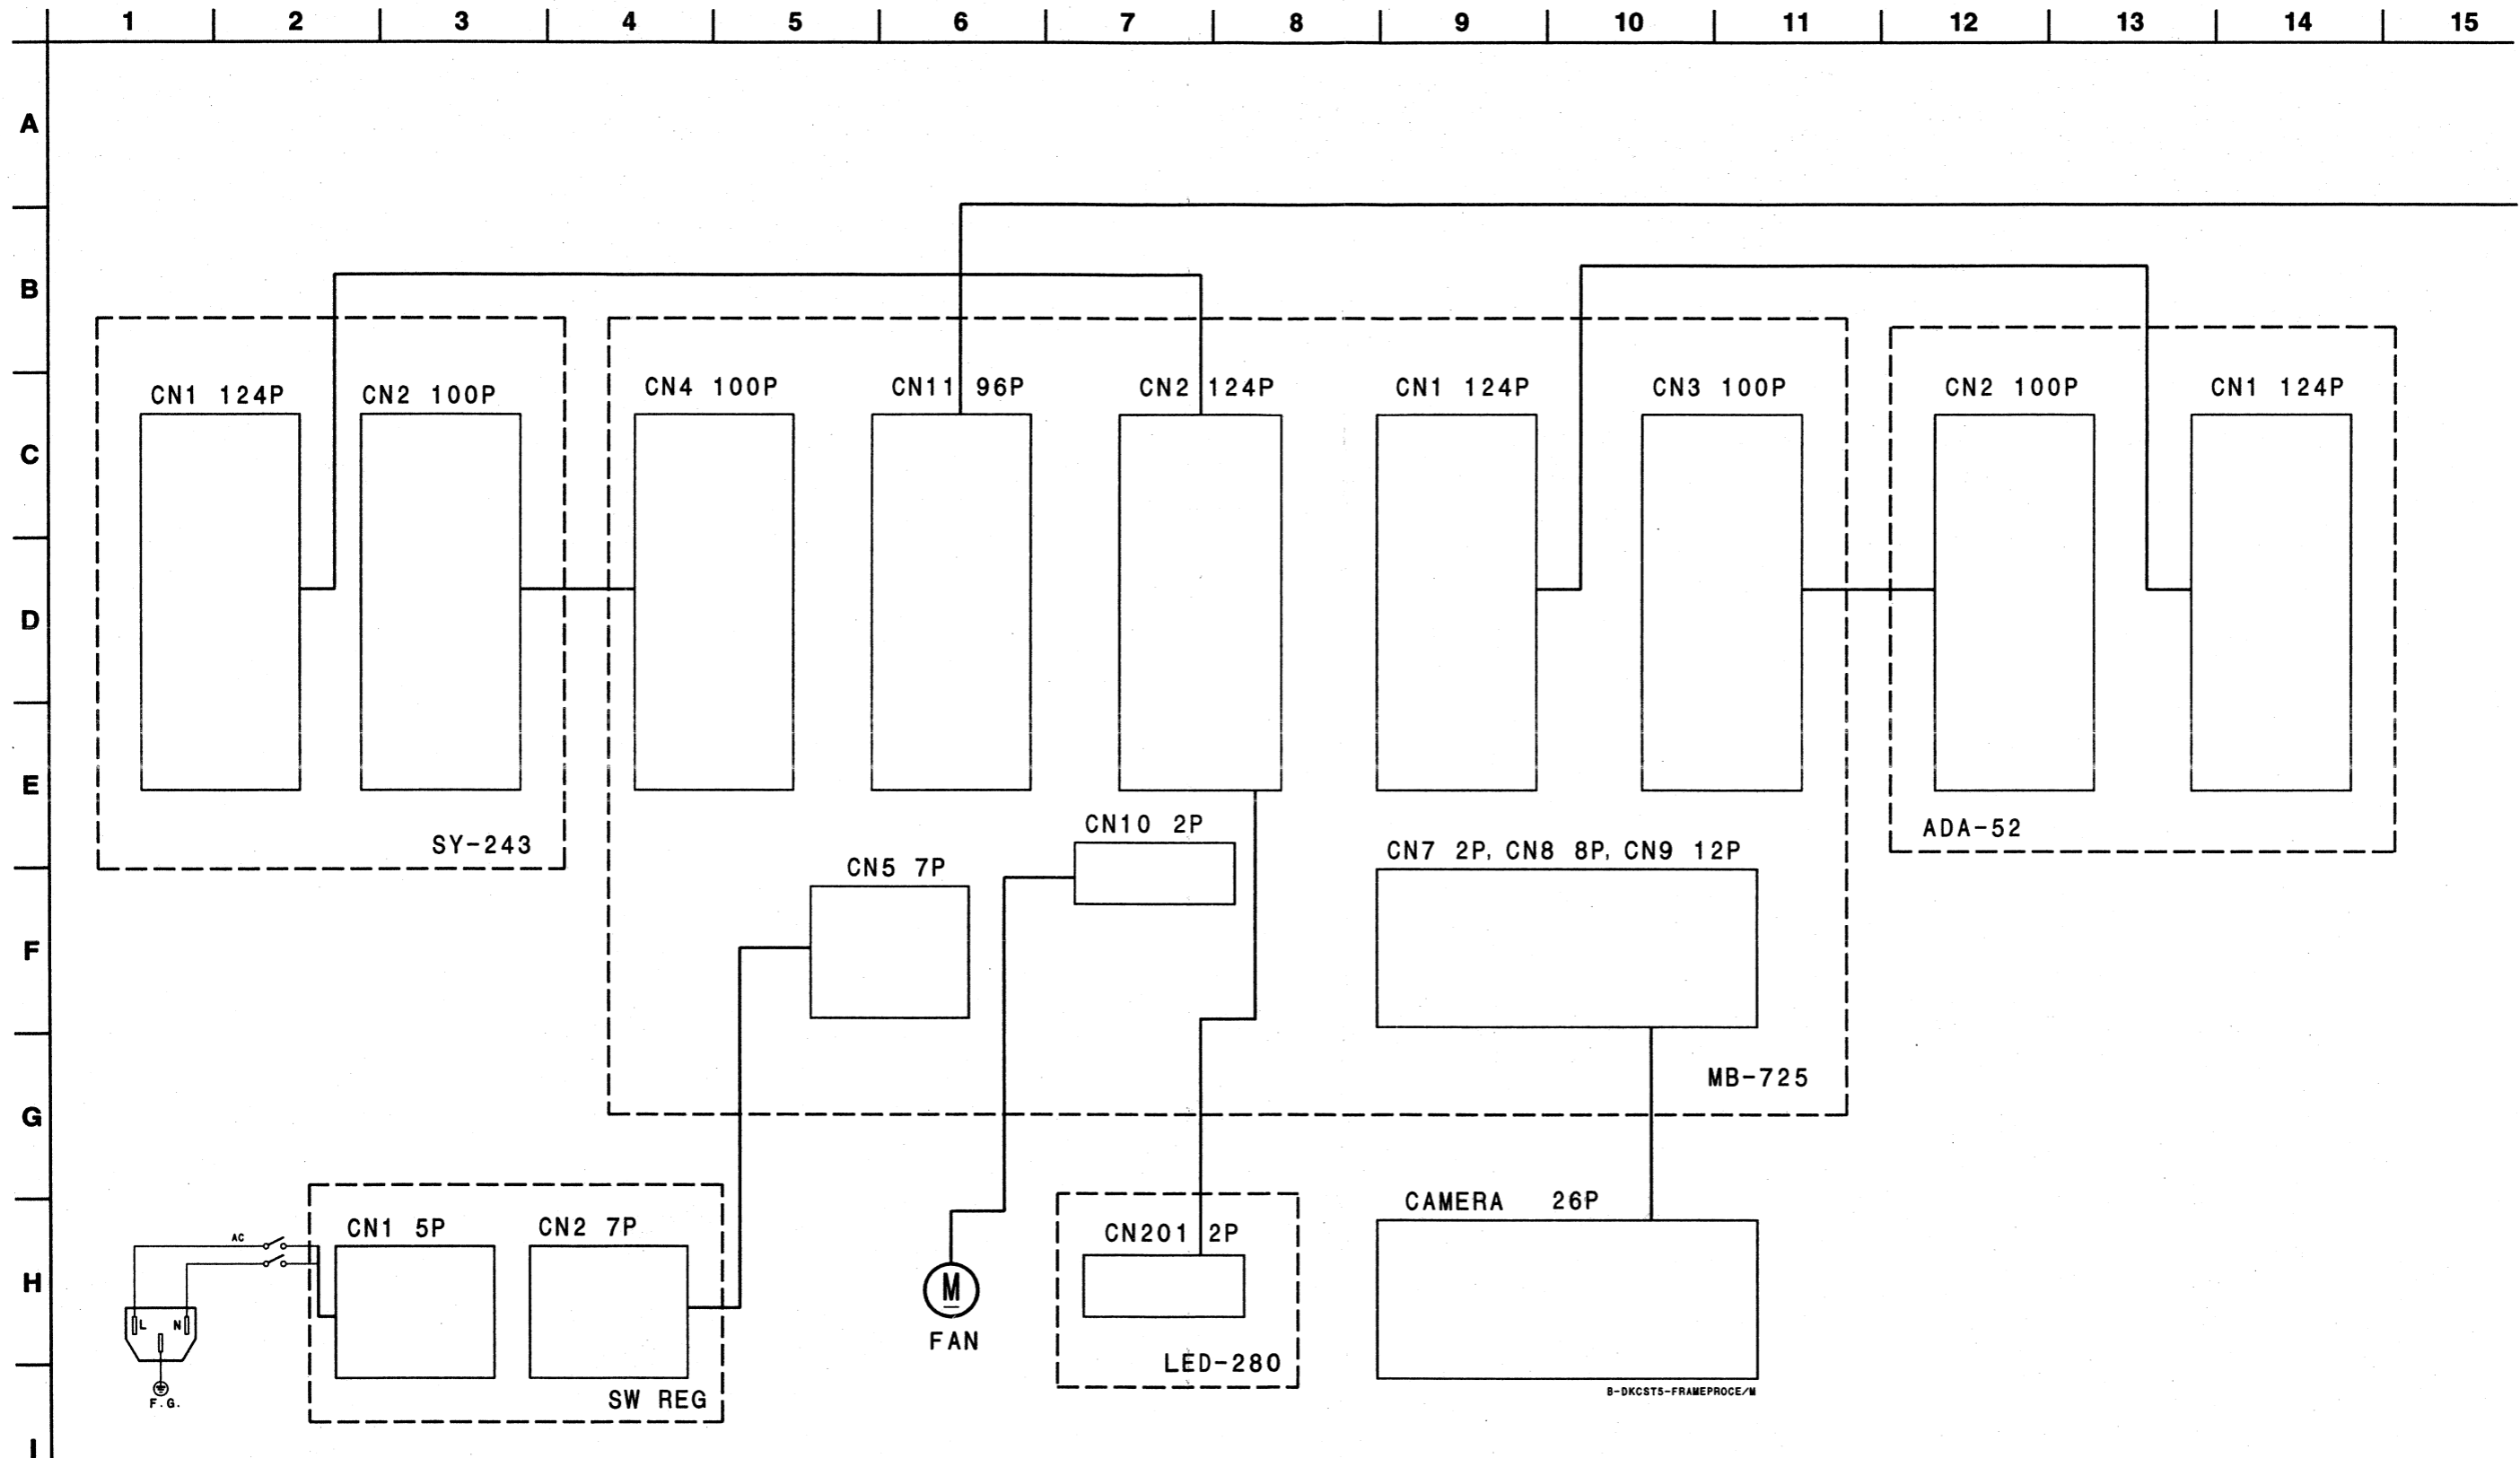 1 2 3 4 5 6 7 8 9 10 11 12 13 14 15
A
B
CN1 124P CN2 100P CN4 100P CN11 96P CN2 124P CN1 124P CN3 100P CN2 100P CN1 124P
C
D
E
CN10 2P
SY-243 ADA-52
CN7 2P, CN8 8P, CN9 12P
CN5 7P
F
MB-725
G
CAMERA 26P
CN1 5P CN2 7P CN201 2P
AC
H
M
L N
FAN
LED-280
B-DKCST5-FRAMEPROCE/M
F.G. SW REG
I